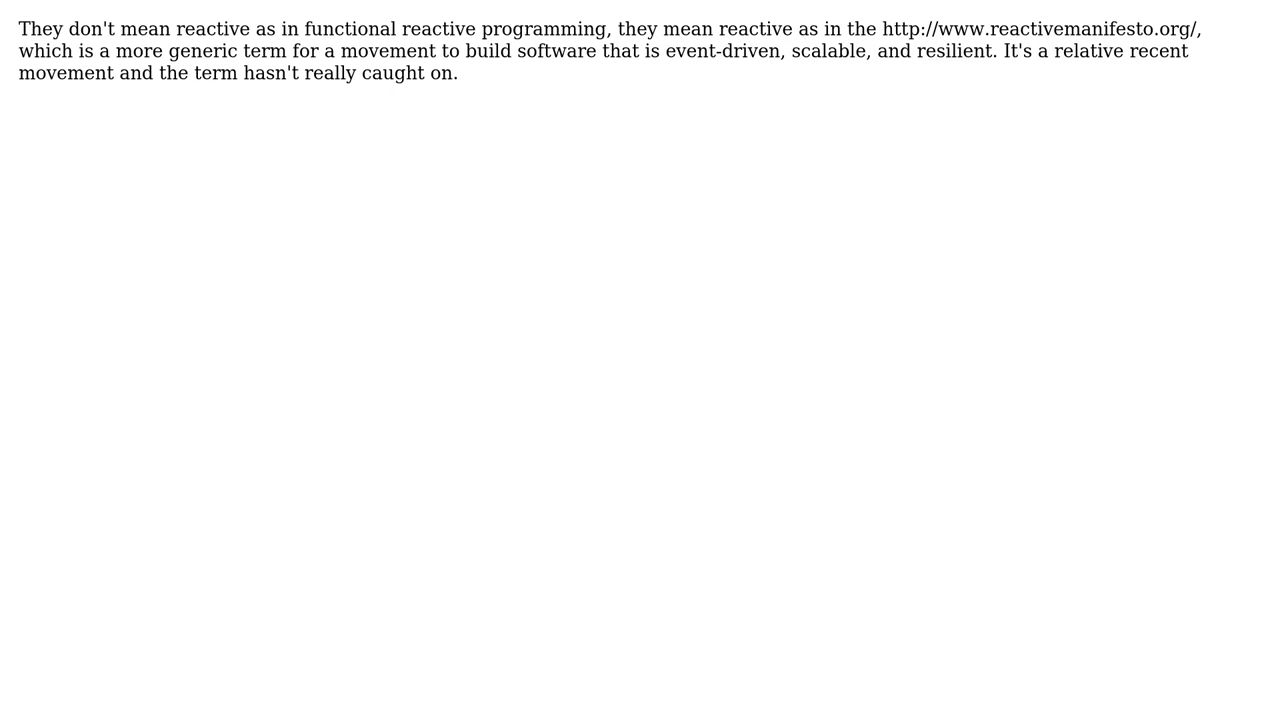 They don't mean reactive as in functional reactive programming, they mean reactive as in the http://www.reactivemanifesto.org/,
which is a more generic term for a movement to build software that is event-driven, scalable, and resilient. It's a relative recent
movement and the term hasn't really caught on.